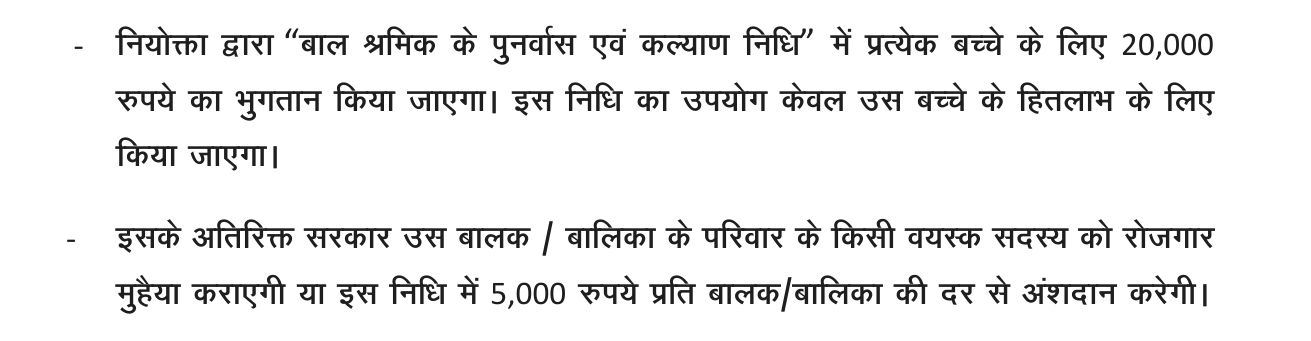 - नियोक्ता द्वारा “बाल श्रमिक के पुनर्वास एवं कल्याण निधि” में प्रत्येक बच्चे के लिए 20,000
रुपये का भुगतान किया जाएगा। इस निधि का उपयोग केवल उस बच्चे के हितलाभ के लिए
किया जाएगा।
- इसके अतिरिक्त सरकार उस बालक / बालिका के परिवार के किसी वयस्क सदस्य को रोजगार
मुहैया कराएगी या इस निधि में 5,000 रुपये प्रति बालक/बालिका की दर से अंशदान करेगी।